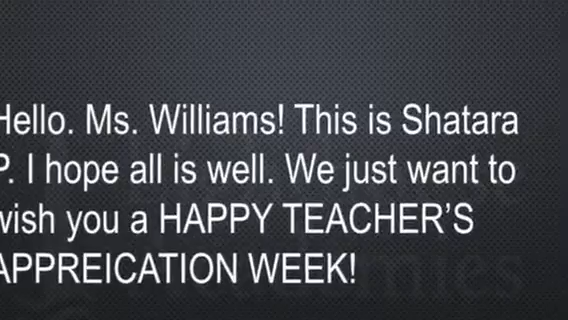 Hello. Ms. Williams! This is Shatara
P. I hope all is well. We just want to
wish you a HAPPY TEACHER’S
APPREICATION WEEK!